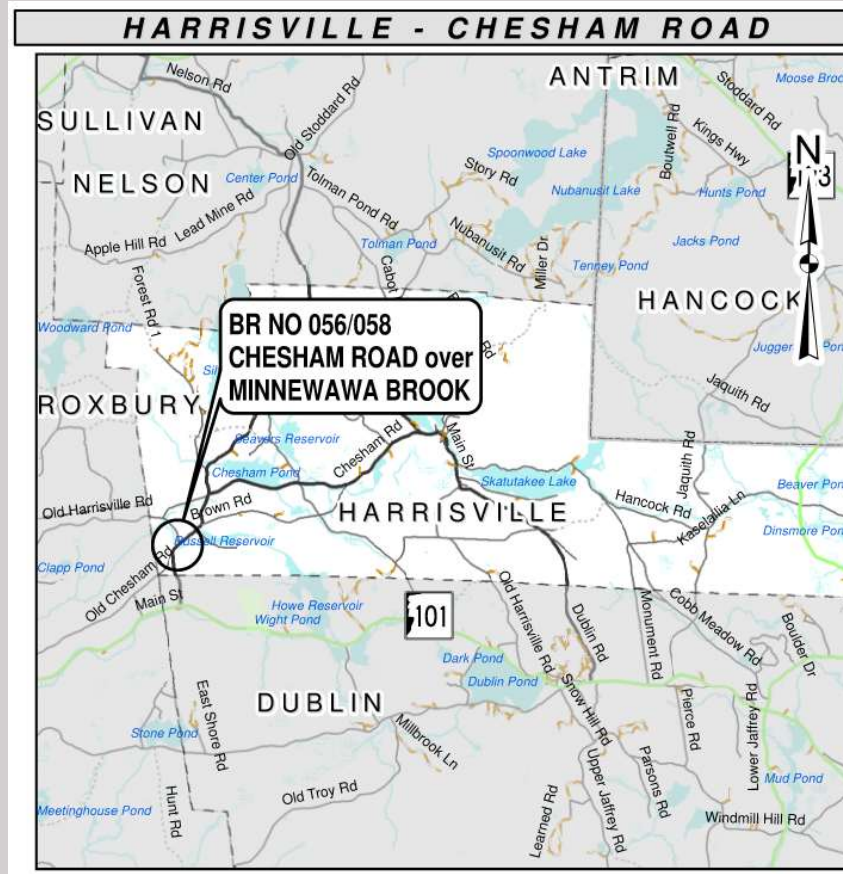 HARRISVILLE - CHESHAM ROAD
ANTRIM
Moose
Nelson Rd
Stoddard Rd
Old Stoddard Rd
Boutwell Rd
Kings Hwy
N
SULLIVAN
Spoonwood Lake
Story Rd
NELSON
Center Pond
Tolman Pond Rd
Nubanusit Lake
Hunts Pond
Lead Mine Rd
Apple Hill Rd
Tolman Pond
Nubanusit Rd
Jacks Pond
Forest Rd 1
Cabot
Miller Dr
Tenney Pond
HANCOCK
Woodward Pond
BR NO 056/058
CHESHAM ROAD over
MINNEWAWA BROOK
Rd
Jaquith Rd
ROXBURY
Seavers Reservoir
Chesham Rd
Main St
Chesham Pond
Skatutakee Lake
Jaquith Rd
Beaver
Old Harrisville Rd
Brown Rd
HARRISVILLE
Hancock Rd
Kaselallia Ln
Dinsmore
Russell Reservoir
Clapp Pond
Old Chesham Rd
Main St
Howe Reservoir
Wight Pond
101
Old Harrisville Rd
Dublin Rd
Monument Rd
Cobb Meadow Rd
Boulder Dr
Dark Pond
Dublin Pond
DUBLIN
East Shore Rd
Snow Hill Rd
Pierce Rd
Lower Jaffrey Rd
Stone Pond
Millbrook Ln
Upper Jaffrey Rd
Parsons Rd
Mud Pond
Old Troy Rd
Meetinghouse Pond
Hunt Rd
Learned Rd
Windmill Hill Rd